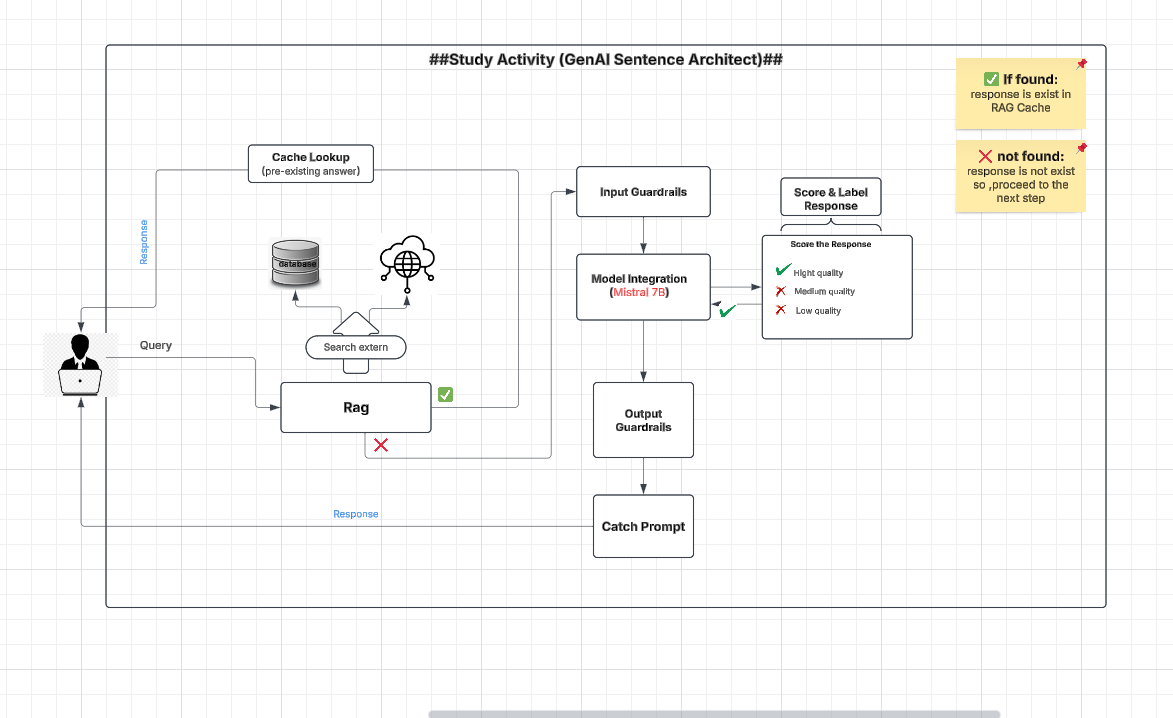 ##Study Activity (GenAI Sentence Architect)##
✅ If found:
response is exist in
RAG Cache
❌ not found:
response is not exist
so ,proceed to the
next step
Cache Lookup
(pre-existing answer)
Response
database
Search extern
Query
Rag
Input Guardrails
Model Integration
(Mistral 7B)
Score & Label
Response
Score the Response
Hight quality
Medium quality
Low quality
Output
Guardrails
Catch Prompt
Response